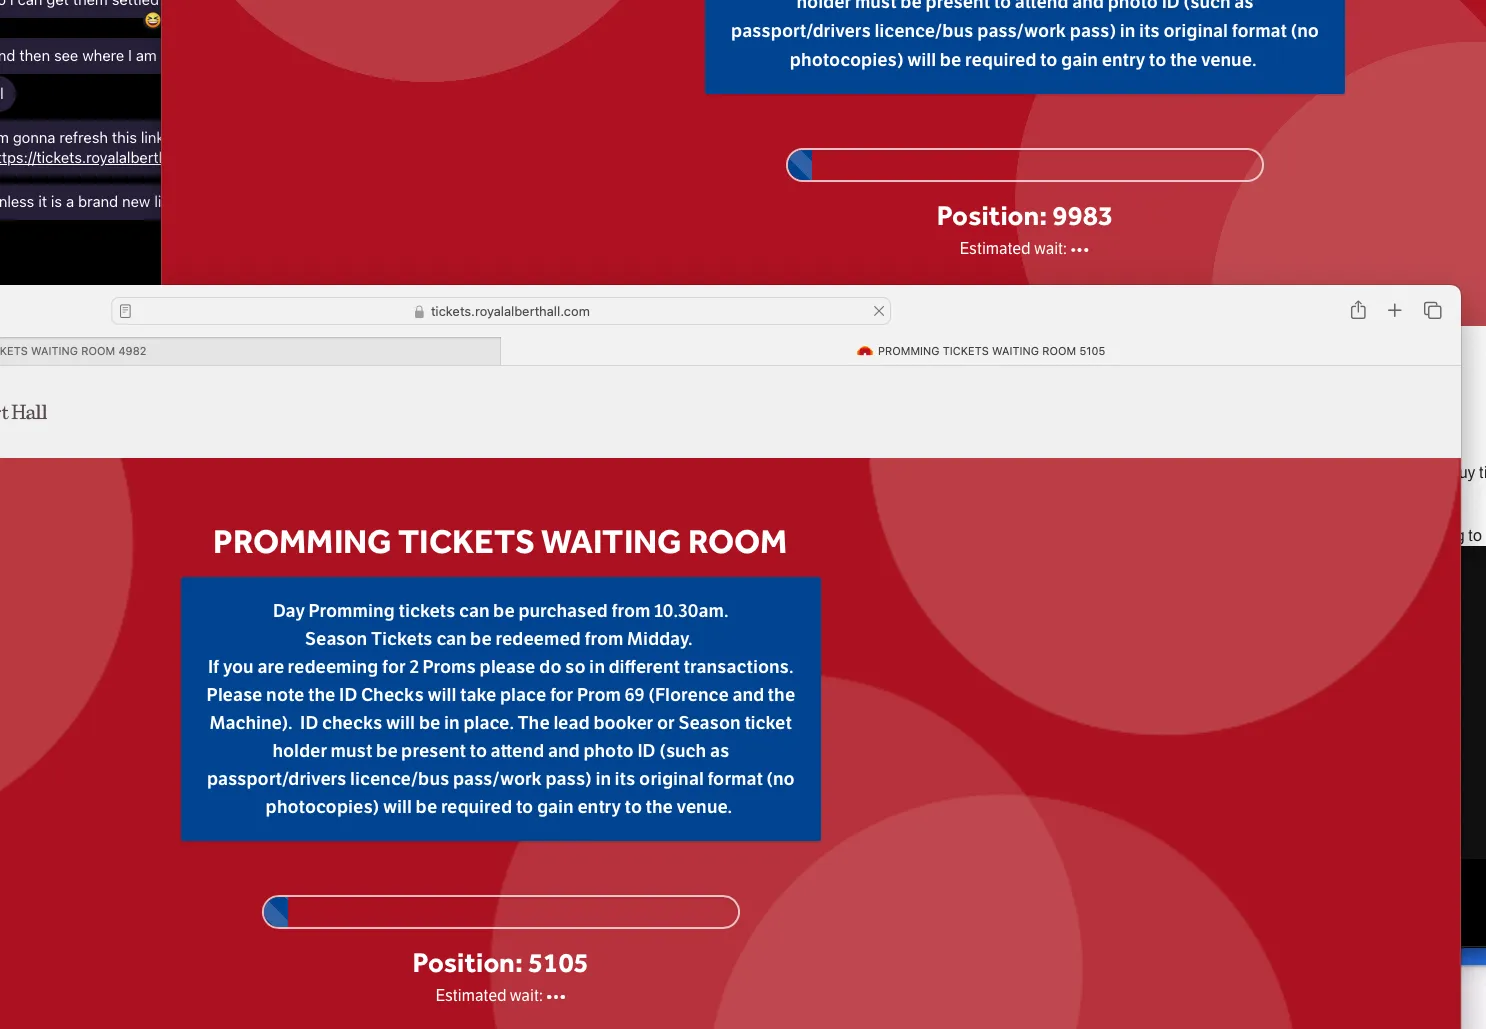 can get them settled
😆
nd then see where I am
m gonna refresh this link
ttps://tickets.royalalbertl
nless it is a brand new li
holder must be present to attend and photo ID (such as
passport/drivers licence/bus pass/work pass) in its original format (no
photocopies) will be required to gain entry to the venue.
Position: 9983
Estimated wait: •••
tickets.royalalberthall.com
KETS WAITING ROOM 4982
PROMMING TICKETS WAITING ROOM 5105
t Hall
uy ti
g to
PROMMING TICKETS WAITING ROOM
Day Promming tickets can be purchased from 10.30am.
Season Tickets can be redeemed from Midday.
If you are redeeming for 2 Proms please do so in different transactions.
Please note the ID Checks will take place for Prom 69 (Florence and the
Machine).  ID checks will be in place. The lead booker or Season ticket
holder must be present to attend and photo ID (such as
passport/drivers licence/bus pass/work pass) in its original format (no
photocopies) will be required to gain entry to the venue.
Position: 5105
Estimated wait: •••